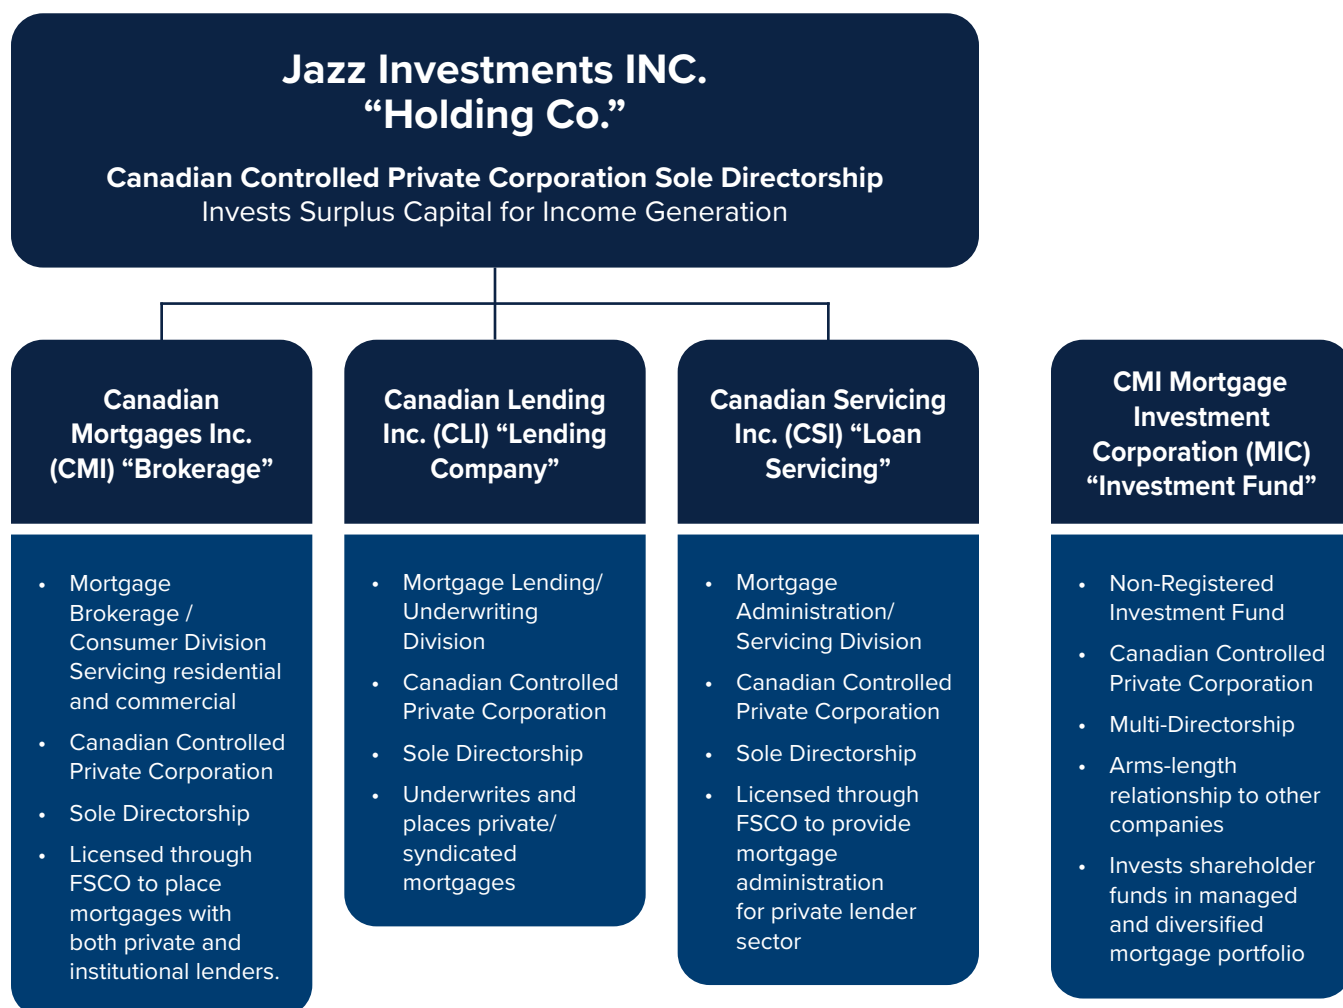 Jazz Investments INC.
“Holding Co.”
Canadian Controlled Private Corporation Sole Directorship
Invests Surplus Capital for Income Generation
Canadian
Mortgages Inc.
(CMI) “Brokerage”
• Mortgage
Brokerage /
Consumer Division
Servicing residential
and commercial
• Canadian Controlled
Private Corporation
• Sole Directorship
• Licensed through
FSCO to place
mortgages with
both private and
institutional lenders.
Canadian Lending
Inc. (CLI) “Lending
Company”
• Mortgage Lending/
Underwriting
Division
• Canadian Controlled
Private Corporation
• Sole Directorship
• Underwrites and
places private/
syndicated
mortgages
Canadian Servicing
Inc. (CSI) “Loan
Servicing”
• Mortgage
Administration/
Servicing Division
• Canadian Controlled
Private Corporation
• Sole Directorship
• Licensed through
FSCO to provide
mortgage
administration
for private lender
sector
CMI Mortgage
Investment
Corporation (MIC)
“Investment Fund”
• Non-Registered
Investment Fund
• Canadian Controlled
Private Corporation
• Multi-Directorship
• Arms-length
relationship to other
companies
• Invests shareholder
funds in managed
and diversified
mortgage portfolio